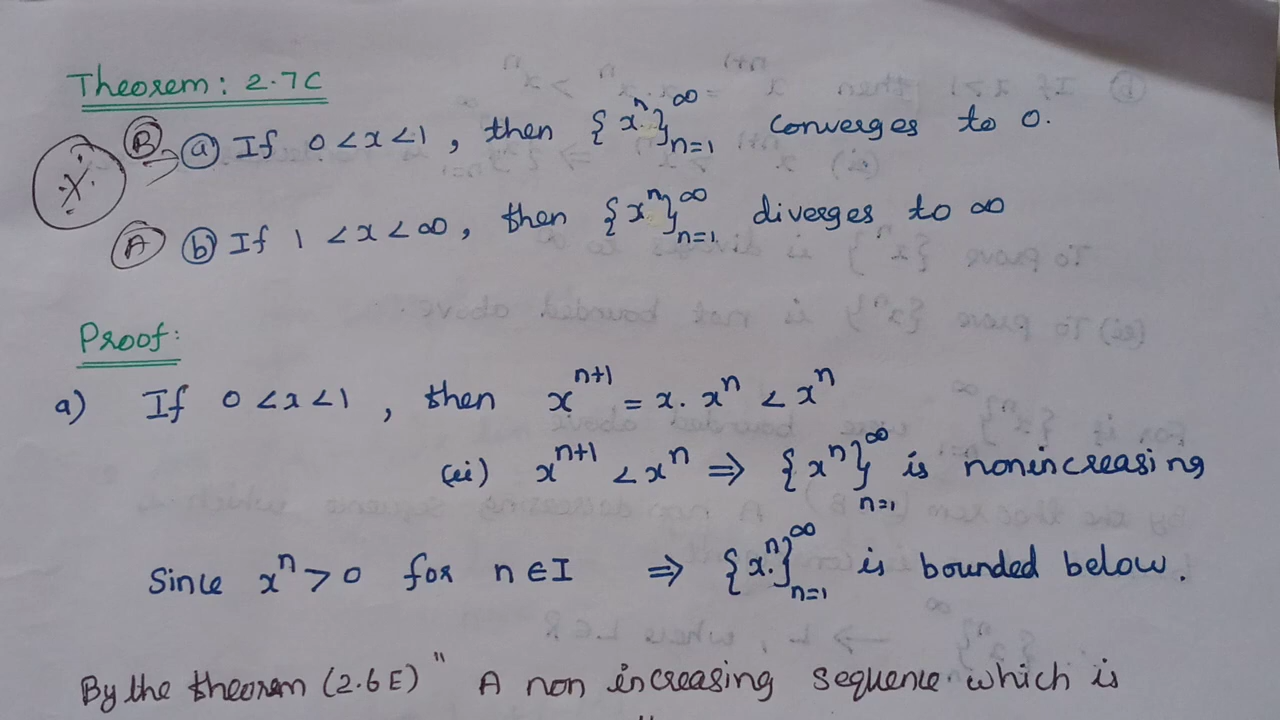 Theorem: 2.7C
Ⓑ ⓐ If 0 < x < 1, then {xⁿ}∞ₙ₌₁ converges to 0.
Ⓐ ⓑ If 1 < x < ∞, then {xⁿ}∞ₙ₌₁ diverges to ∞
Proof:
a) If 0 < x < 1, then xⁿ⁺¹ = x. xⁿ < xⁿ
(ii) xⁿ⁺¹ < xⁿ ⇒ {xⁿ}∞ₙ₌₁ is nonincreasing
Since xⁿ > 0 for n ∈ I ⇒ {xⁿ}∞ₙ₌₁ is bounded below.
By the theorem (2.6E) " A non increasing sequence which is